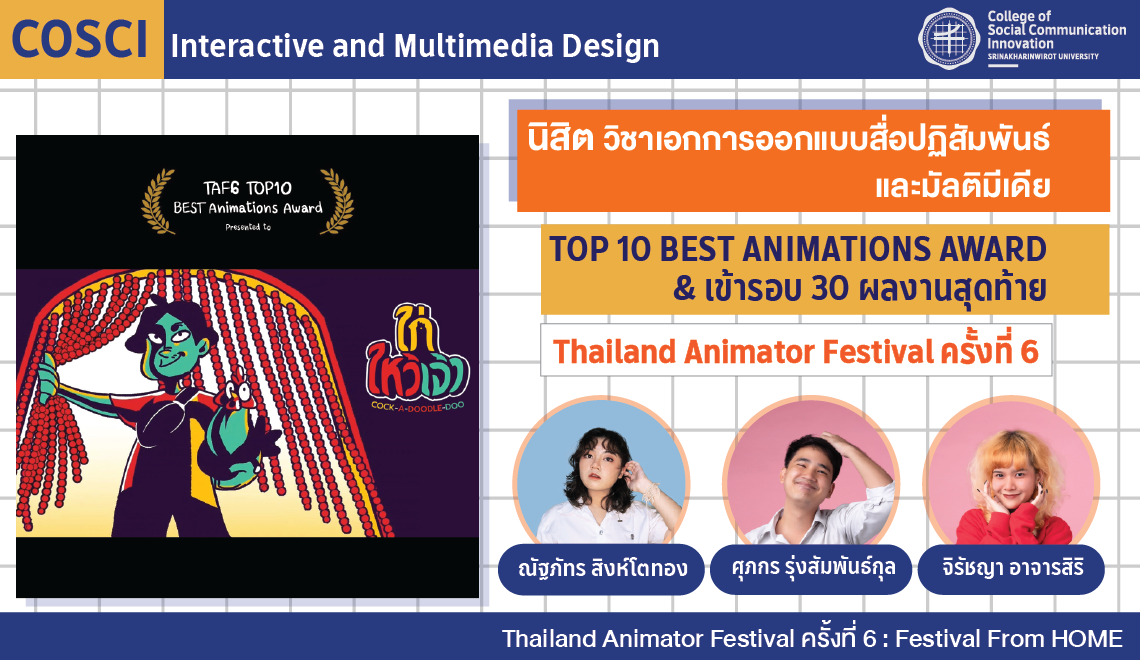 COSCI
Interactive and Multimedia Design
College of
Social Communication
Innovation
SRINAKHARINWIROT UNIVERSITY
TAF6 TOP10
BEST Animations Award
Presented to
ไก่
ไหวเจ้า
COCK-A-DOODLE-DOO
นิสิต วิชาเอกการออกแบบสื่อปฏิสัมพันธ์
และมัลติมีเดีย
TOP 10 BEST ANIMATIONS AWARD
& เข้ารอบ 30 ผลงานสุดท้าย
Thailand Animator Festival ครั้งที่ 6
ณัฐภัทร สิงห์โตทอง
ศุภกร รุ่งสัมพันธ์กุล
จิรัชญา อาจารสิริ
Thailand Animator Festival ครั้งที่ 6 : Festival From HOME